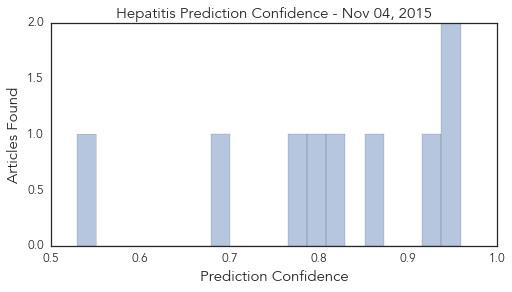 Hepatitis Prediction Confidence - Nov 04, 2015
2.0
1.5
1.0
0.5
0.0
Articles Found
0.5 0.6 0.7 0.8 0.9 1.0
Prediction Confidence